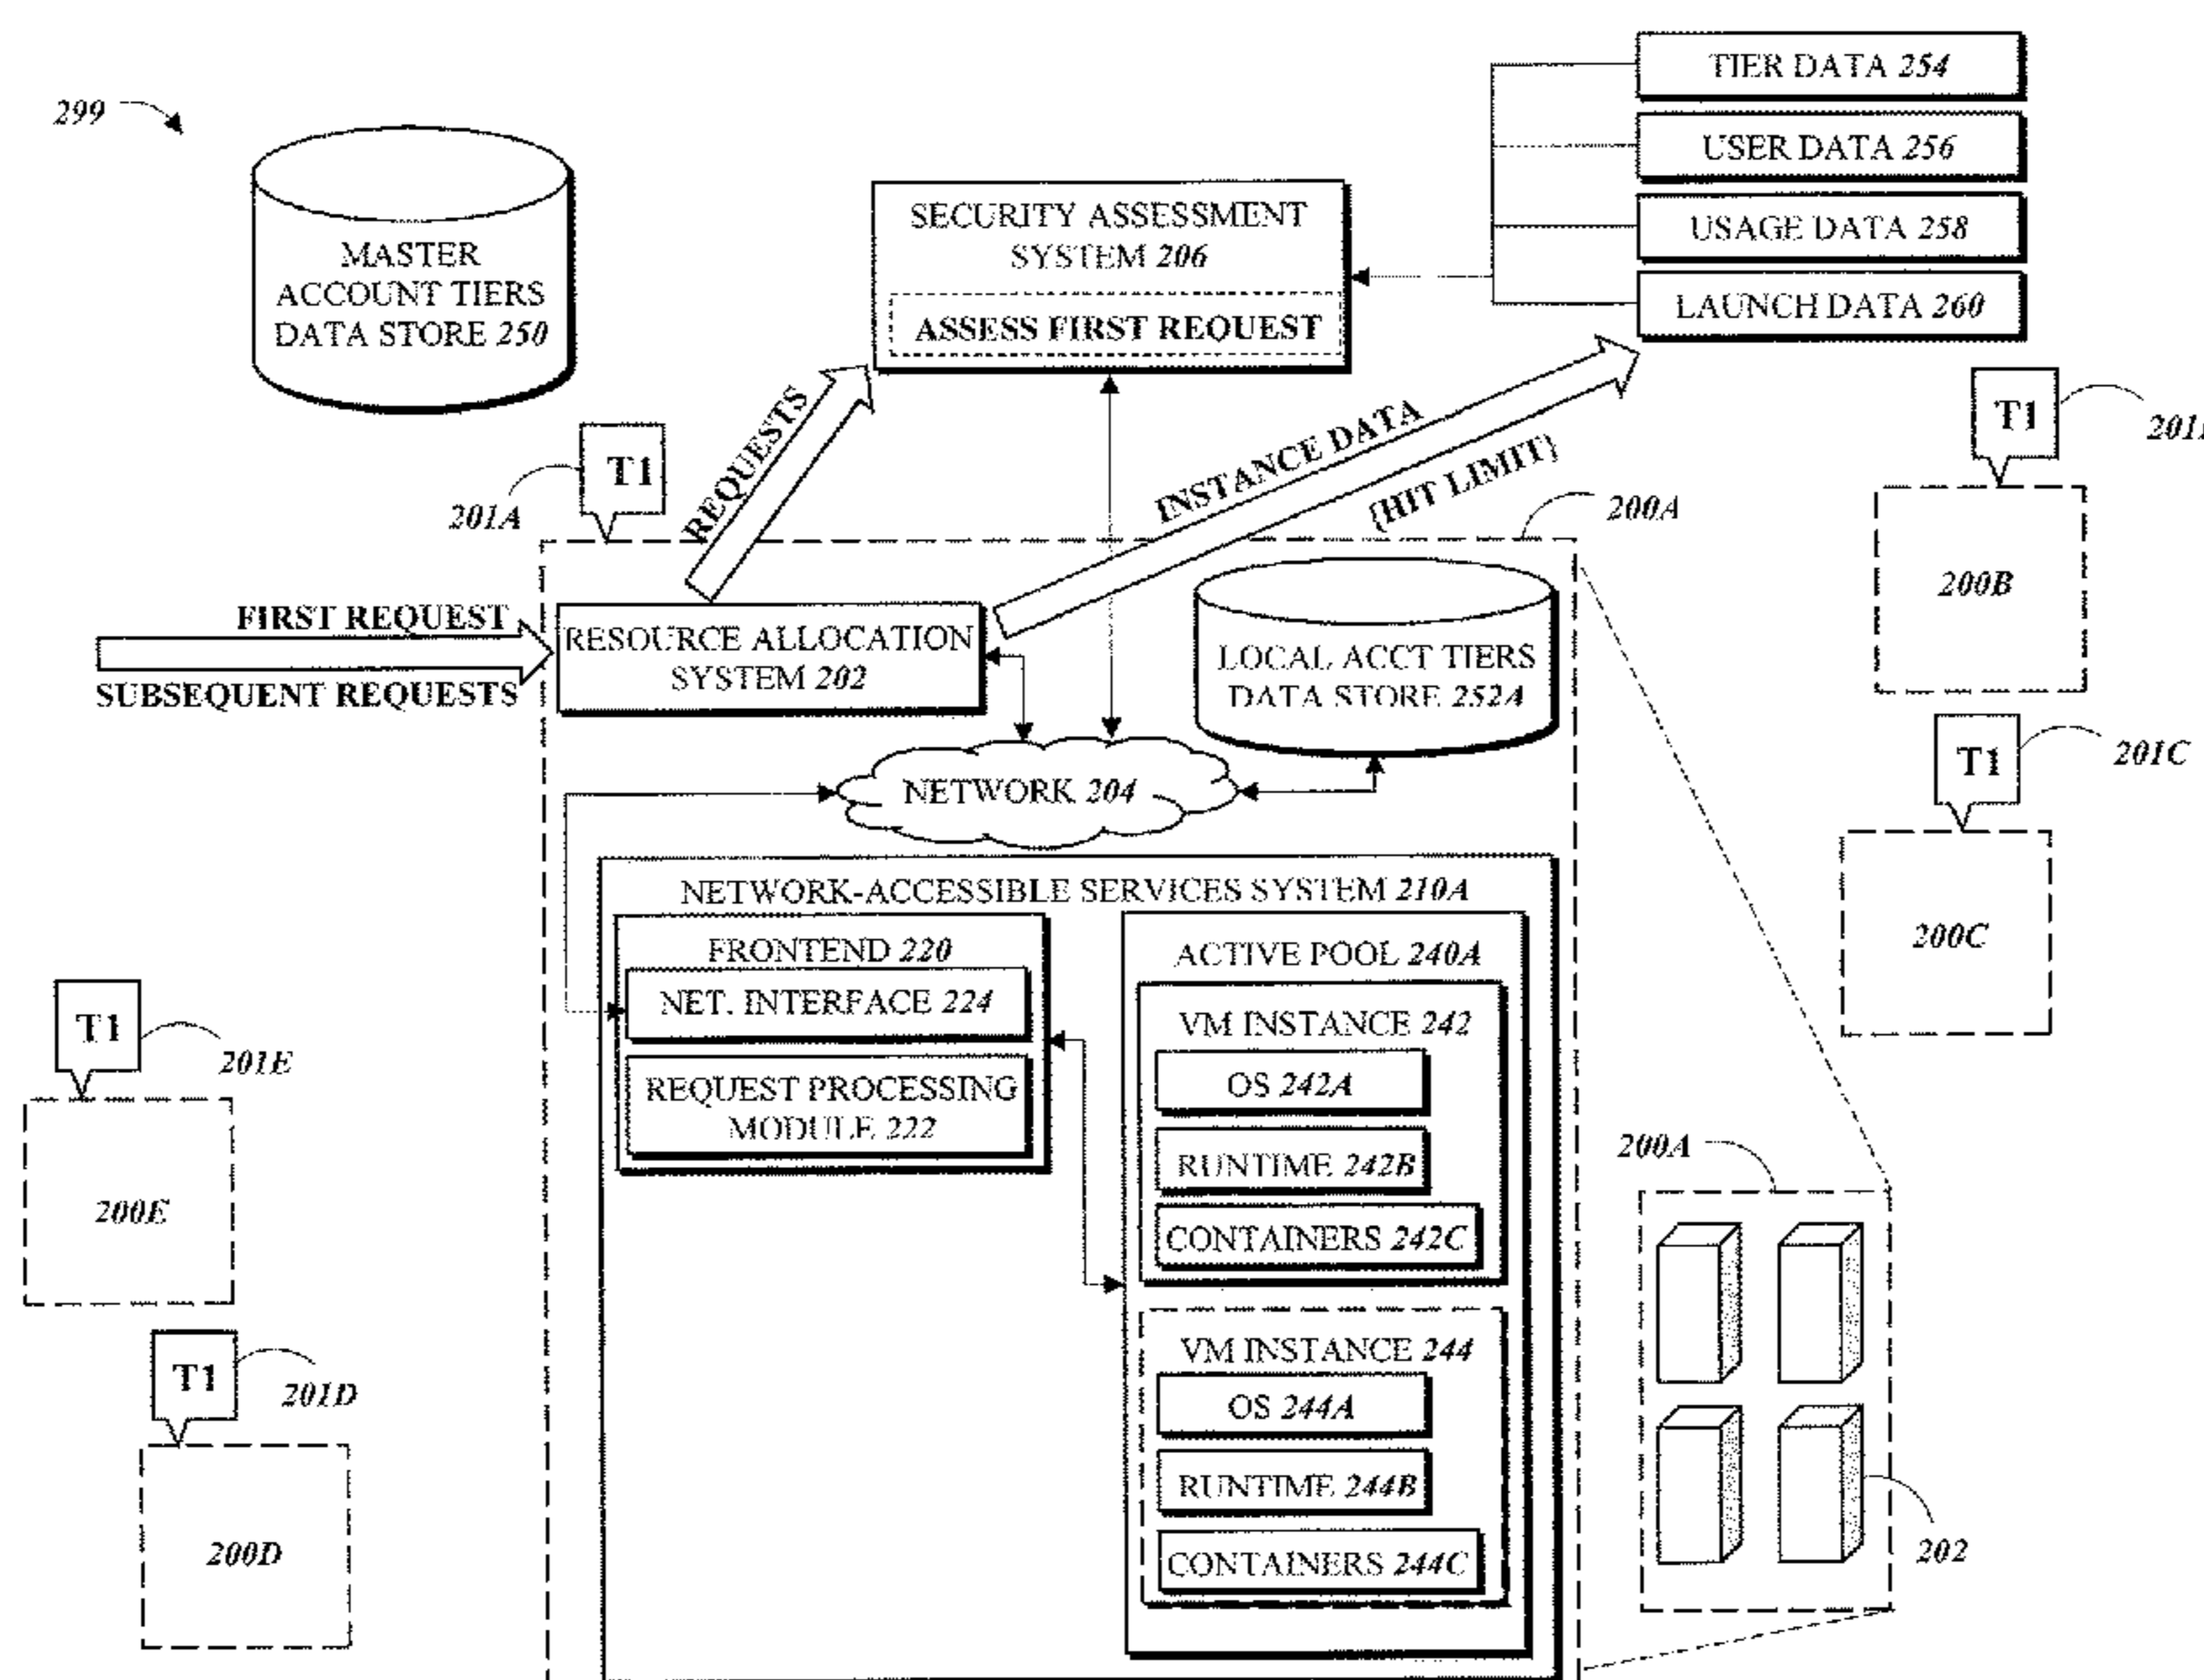 299
MASTER
ACCOUNT TIERS
DATA STORE 250
SECURITY ASSESSMENT
SYSTEM 206
ASSESS FIRST REQUEST
TIER DATA 254
USER DATA 256
USAGE DATA 258
LAUNCH DATA 260
T1
201A
REQUESTS
INSTANCE DATA
{HIT LIMIT}
200A
T1
200B
FIRST REQUEST
SUBSEQUENT REQUESTS
RESOURCE ALLOCATION
SYSTEM 202
LOCAL ACCT TIERS
DATA STORE 252A
NETWORK 204
T1
201C
200C
NETWORK-ACCESSIBLE SERVICES SYSTEM 210A
FRONTEND 220
NET. INTERFACE 224
REQUEST PROCESSING
MODULE 222
ACTIVE POOL 240A
VM INSTANCE 242
OS 242A
RUNTIME 242B
CONTAINERS 242C
VM INSTANCE 244
OS 244A
RUNTIME 244B
CONTAINERS 244C
T1
201E
200E
T1
201D
200D
200A
202